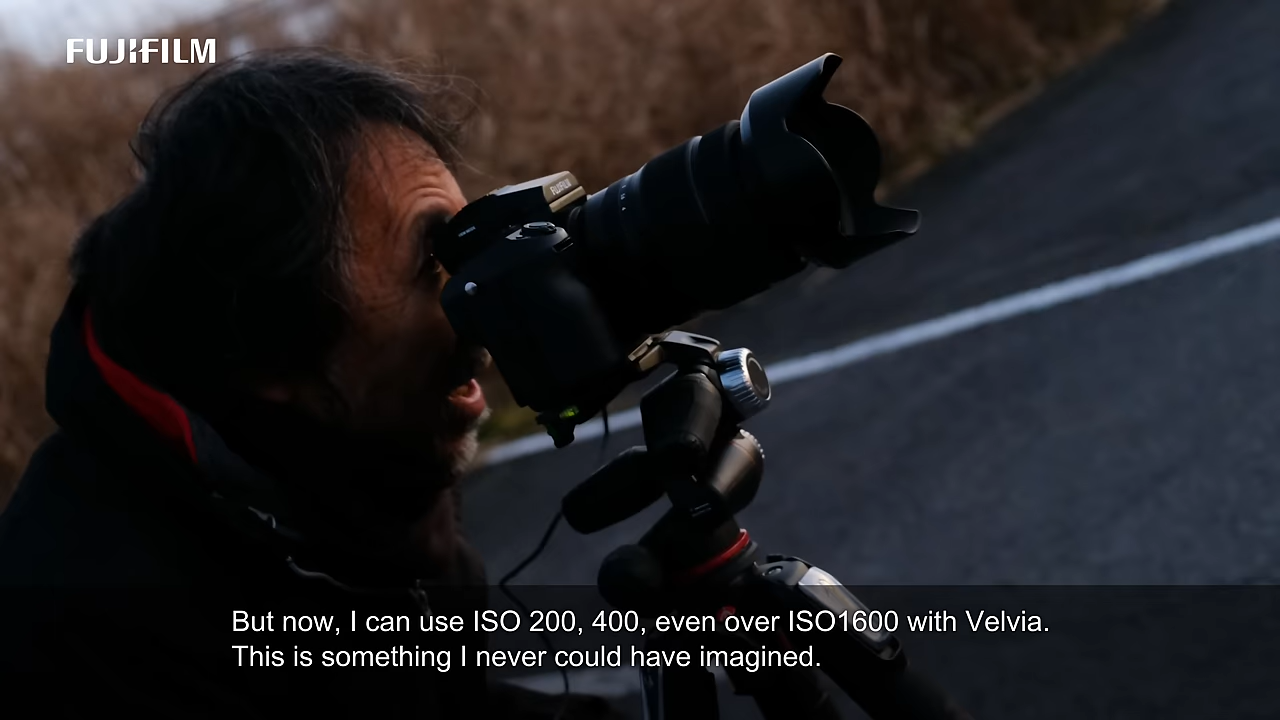 FUJIFILM
FUJIFILM
But now, I can use ISO 200, 400, even over ISO1600 with Velvia.
This is something I never could have imagined.